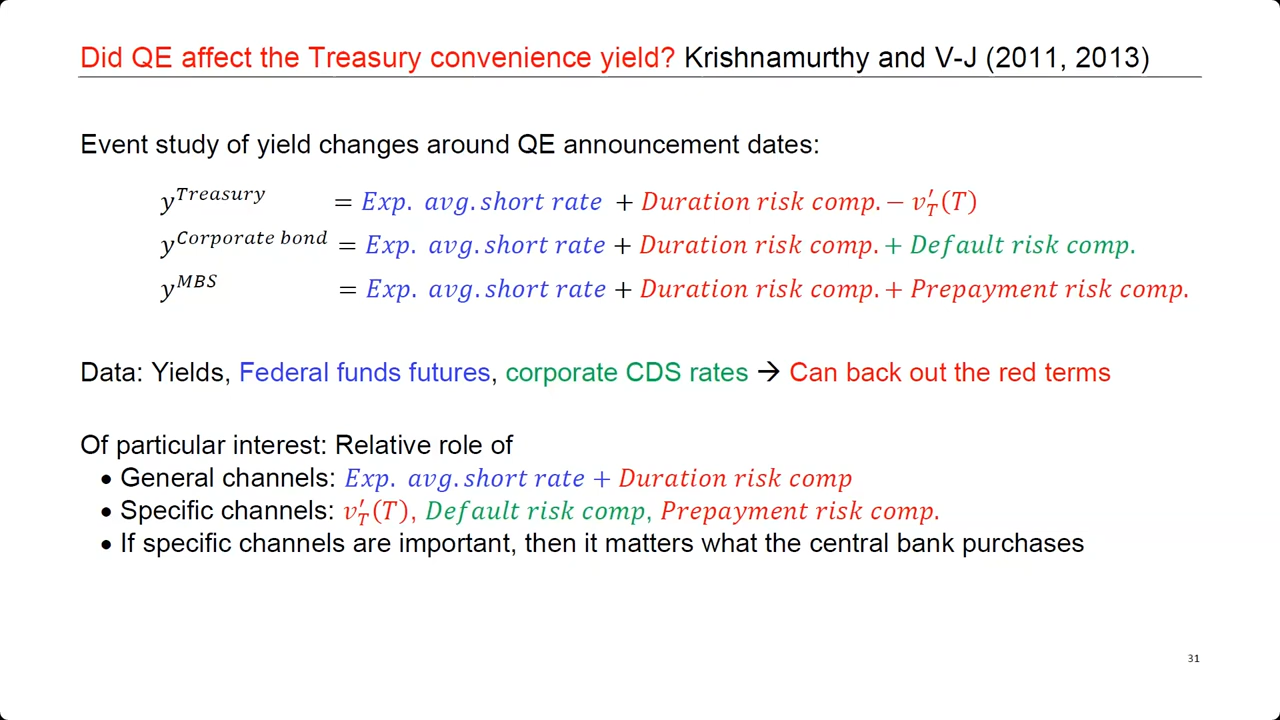 Did QE affect the Treasury convenience yield? Krishnamurthy and V-J (2011, 2013)
Event study of yield changes around QE announcement dates:
y^Treasury = Exp. avg. short rate + Duration risk comp. − v'_T(T)
y^Corporate bond = Exp. avg. short rate + Duration risk comp. + Default risk comp.
y^MBS = Exp. avg. short rate + Duration risk comp. + Prepayment risk comp.
Data: Yields, Federal funds futures, corporate CDS rates → Can back out the red terms
Of particular interest: Relative role of
• General channels: Exp. avg. short rate + Duration risk comp
• Specific channels: v'_T(T), Default risk comp, Prepayment risk comp.
• If specific channels are important, then it matters what the central bank purchases
31